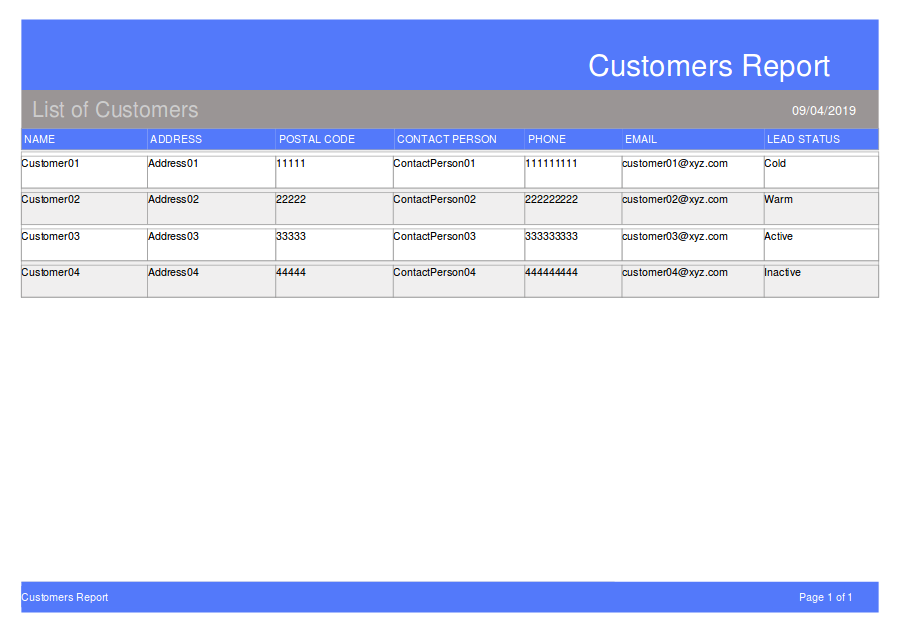 Customers Report
List of Customers 09/04/2019
NAME ADDRESS POSTAL CODE CONTACT PERSON PHONE EMAIL LEAD STATUS
Customer01 Address01 11111 ContactPerson01 111111111 customer01@xyz.com Cold
Customer02 Address02 22222 ContactPerson02 222222222 customer02@xyz.com Warm
Customer03 Address03 33333 ContactPerson03 333333333 customer03@xyz.com Active
Customer04 Address04 44444 ContactPerson04 444444444 customer04@xyz.com Inactive
Customers Report Page 1 of 1